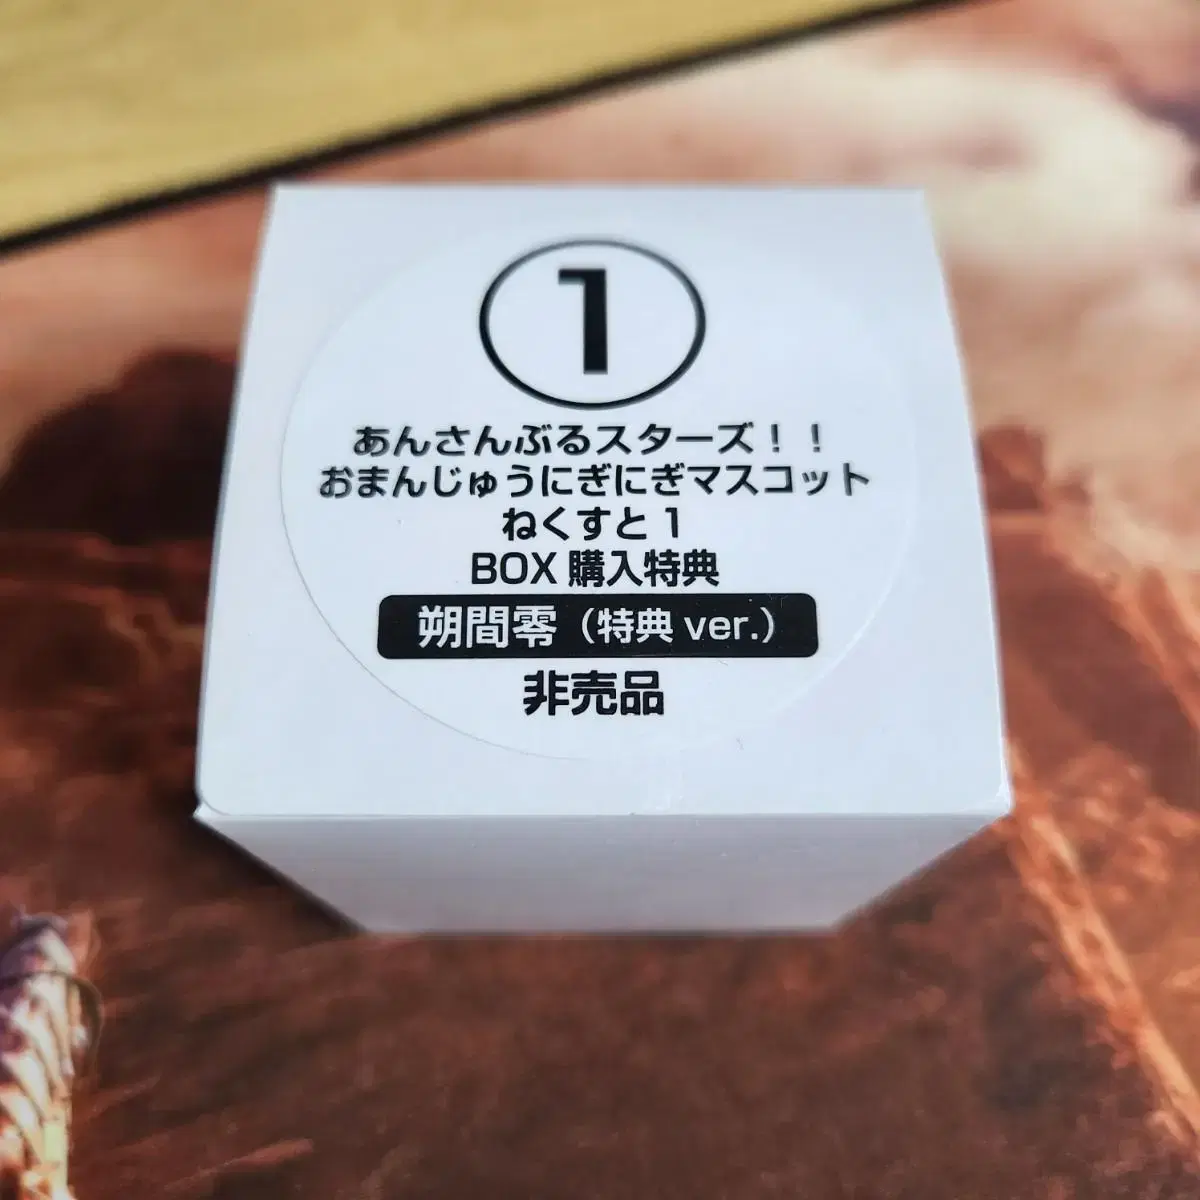 1
あんさんぶるスターズ！！
おまんじゅうにぎにぎマスコット
ねくすと1
BOX 購入特典
朔間零（特典 ver.）
非売品